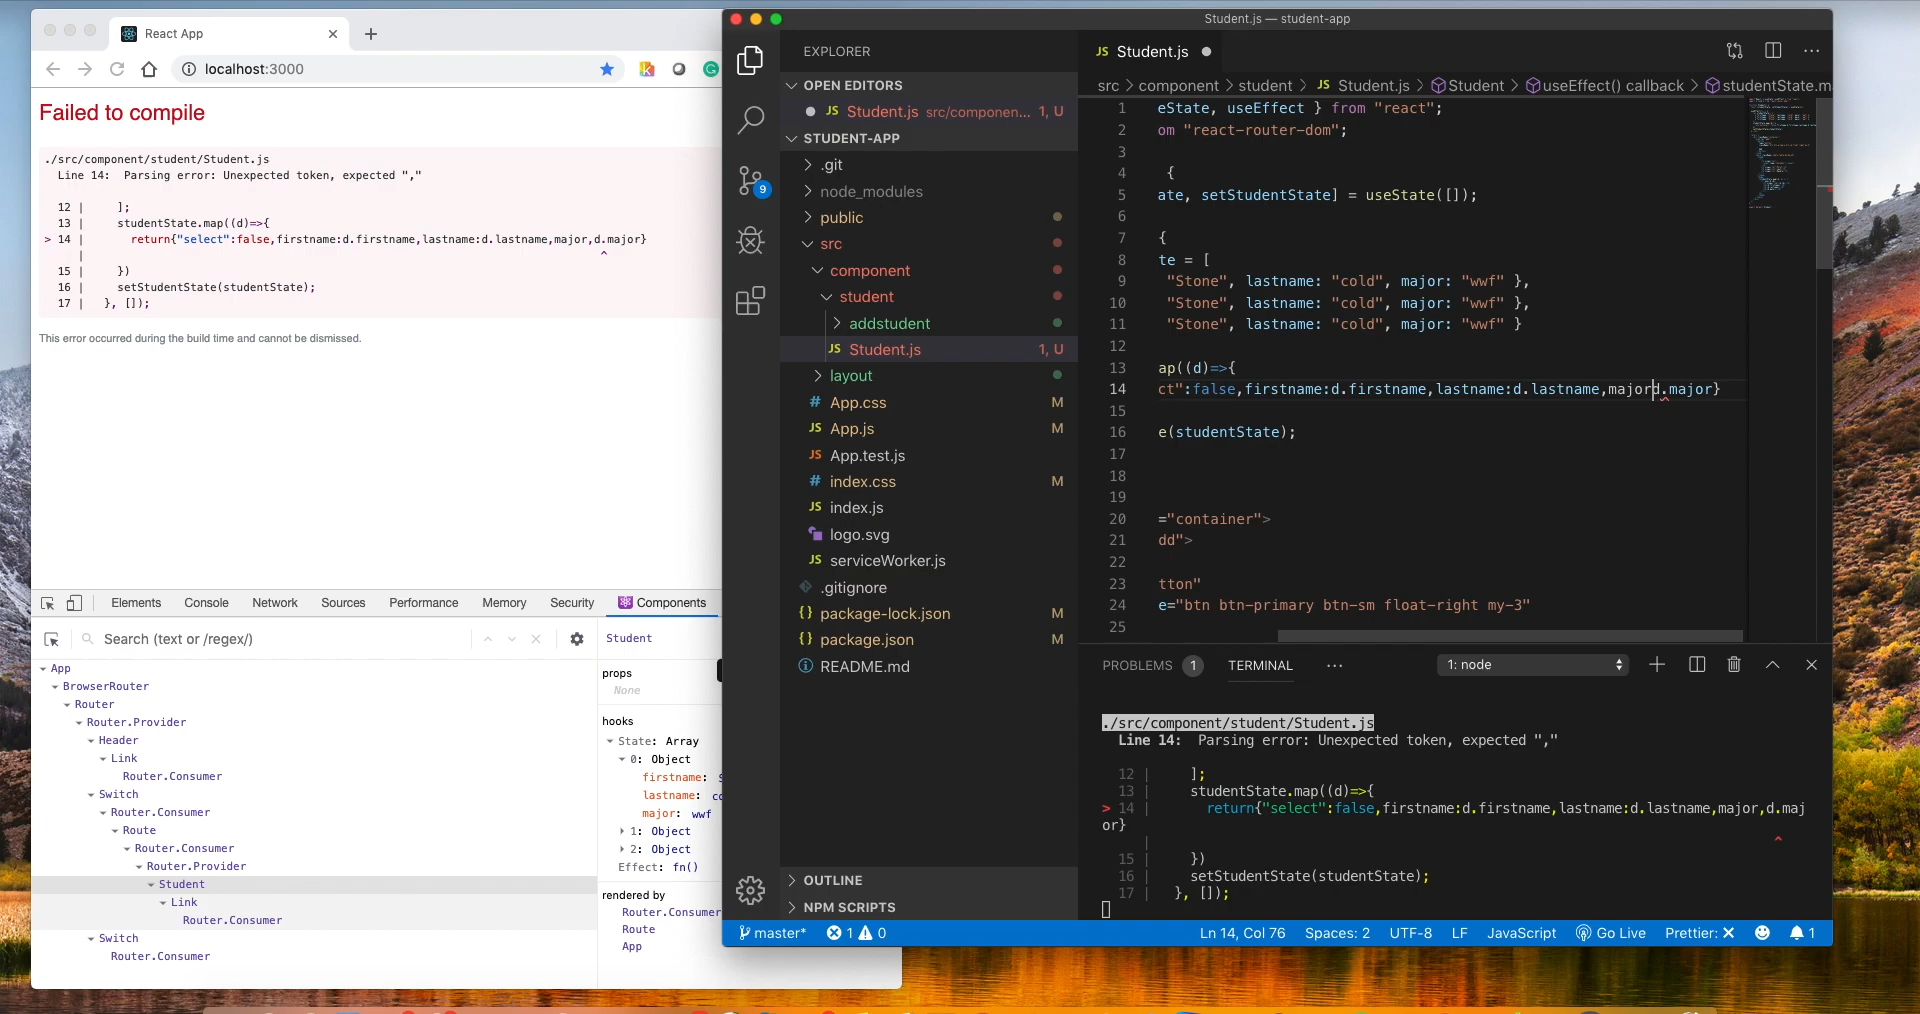 React App
localhost:3000
Failed to compile
./src/component/student/Student.js
Line 14:  Parsing error: Unexpected token, expected ","
12 |     ];
13 |     studentState.map((d)=>{
> 14 |       return{"select":false,firstname:d.firstname,lastname:d.lastname,major,d.major}
|                                                                                  ^
15 |     })
16 |     setStudentState(studentState);
17 |   }, []);
This error occurred during the build time and cannot be dismissed.
Elements Console Network Sources Performance Memory Security Components
Search (text or /regex/)
App
BrowserRouter
Router
Router.Provider
Header
Link
Router.Consumer
Switch
Router.Consumer
Route
Router.Consumer
Router.Provider
Student
Link
Router.Consumer
Switch
Router.Consumer
Student
props
None
hooks
State: Array
0: Object
firstname:
lastname:
major: wwf
1: Object
2: Object
Effect: fn()
rendered by
Router.Consumer
Route
App
Student.js — student-app
EXPLORER
OPEN EDITORS
JS Student.js src/componen... 1, U
STUDENT-APP
.git
node_modules
public
src
component
student
addstudent
JS Student.js 1, U
layout
# App.css M
JS App.js M
JS App.test.js
# index.css M
JS index.js
logo.svg
JS serviceWorker.js
.gitignore
{} package-lock.json M
{} package.json M
README.md
OUTLINE
NPM SCRIPTS
9
JS Student.js
src > component > student > JS Student.js > Student > useEffect() callback > studentState.m
1 eState, useEffect } from "react";
2 om "react-router-dom";
3
4 {
5 ate, setStudentState] = useState([]);
6
7 {
8 te = [
9 "Stone", lastname: "cold", major: "wwf" },
10 "Stone", lastname: "cold", major: "wwf" },
11 "Stone", lastname: "cold", major: "wwf" }
12
13 ap((d)=>{
14 ct":false,firstname:d.firstname,lastname:d.lastname,majord.major}
15
16 e(studentState);
17
18
19
20 ="container">
21 dd">
22
23 tton"
24 e="btn btn-primary btn-sm float-right my-3"
25
PROBLEMS 1 TERMINAL ... 1: node
./src/component/student/Student.js
Line 14:  Parsing error: Unexpected token, expected ","
12 |     ];
13 |     studentState.map((d)=>{
> 14 |       return{"select":false,firstname:d.firstname,lastname:d.lastname,major,d.maj
or}
|                                                                                  ^
15 |     })
16 |     setStudentState(studentState);
17 |   }, []);
master* 1 0 Ln 14, Col 76 Spaces: 2 UTF-8 LF JavaScript Go Live Prettier: ✕ 1